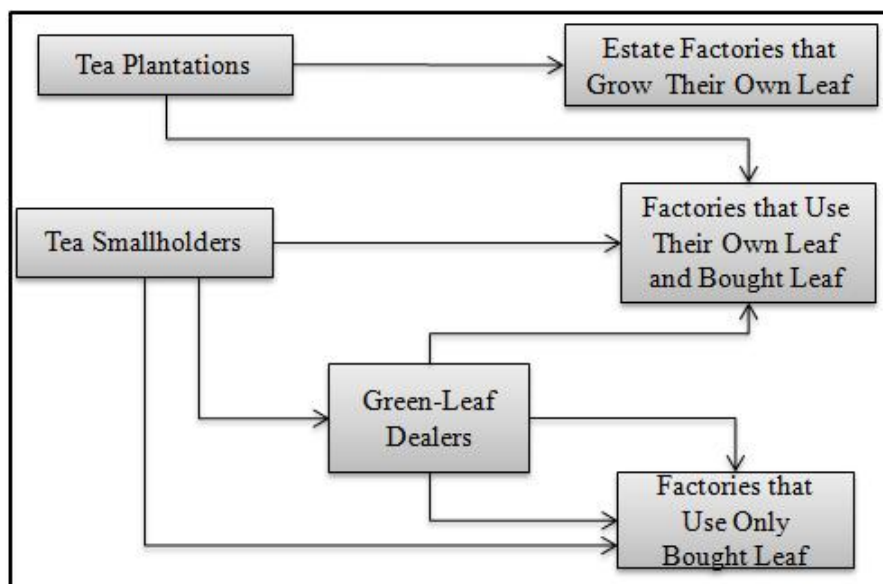 Tea Plantations
Estate Factories that
Grow Their Own Leaf
Tea Smallholders
Factories that Use
Their Own Leaf
and Bought Leaf
Green-Leaf
Dealers
Factories that
Use Only
Bought Leaf